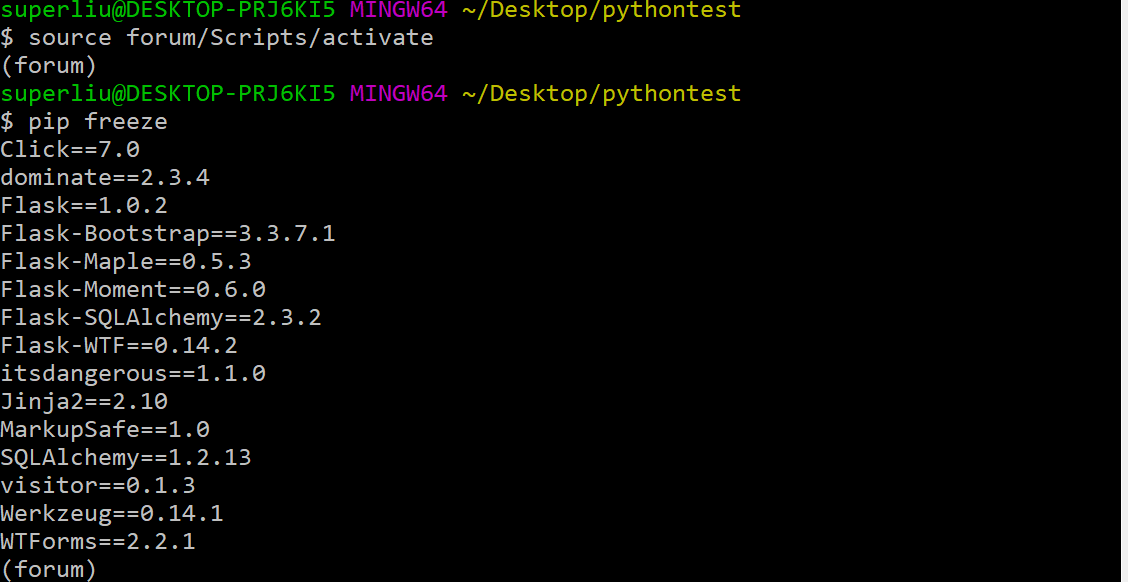 superliu@DESKTOP-PRJ6KI5 MINGW64 ~/Desktop/pythontest
$ source forum/Scripts/activate
(forum)
superliu@DESKTOP-PRJ6KI5 MINGW64 ~/Desktop/pythontest
$ pip freeze
Click==7.0
dominate==2.3.4
Flask==1.0.2
Flask-Bootstrap==3.3.7.1
Flask-Maple==0.5.3
Flask-Moment==0.6.0
Flask-SQLAlchemy==2.3.2
Flask-WTF==0.14.2
itsdangerous==1.1.0
Jinja2==2.10
MarkupSafe==1.0
SQLAlchemy==1.2.13
visitor==0.1.3
Werkzeug==0.14.1
WTForms==2.2.1
(forum)